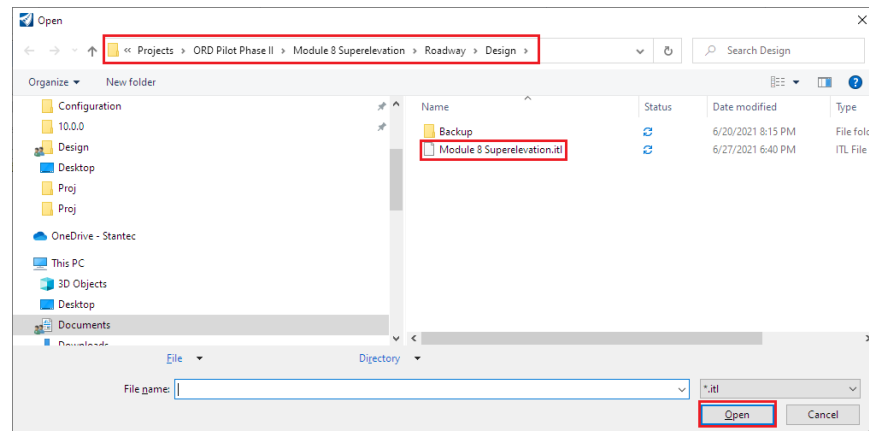 Open
« Projects > ORD Pilot Phase II > Module 8 Superelevation > Roadway > Design >
Search Design
Organize
New folder
Configuration
10.0.0
Design
Desktop
Proj
Proj
OneDrive - Stantec
This PC
3D Objects
Desktop
Documents
Downloads
Name Status Date modified Type
Backup 6/20/2021 8:15 PM File fold
Module 8 Superelevation.itl 6/27/2021 6:40 PM ITL File
File Directory
File name:
*.itl
Open Cancel